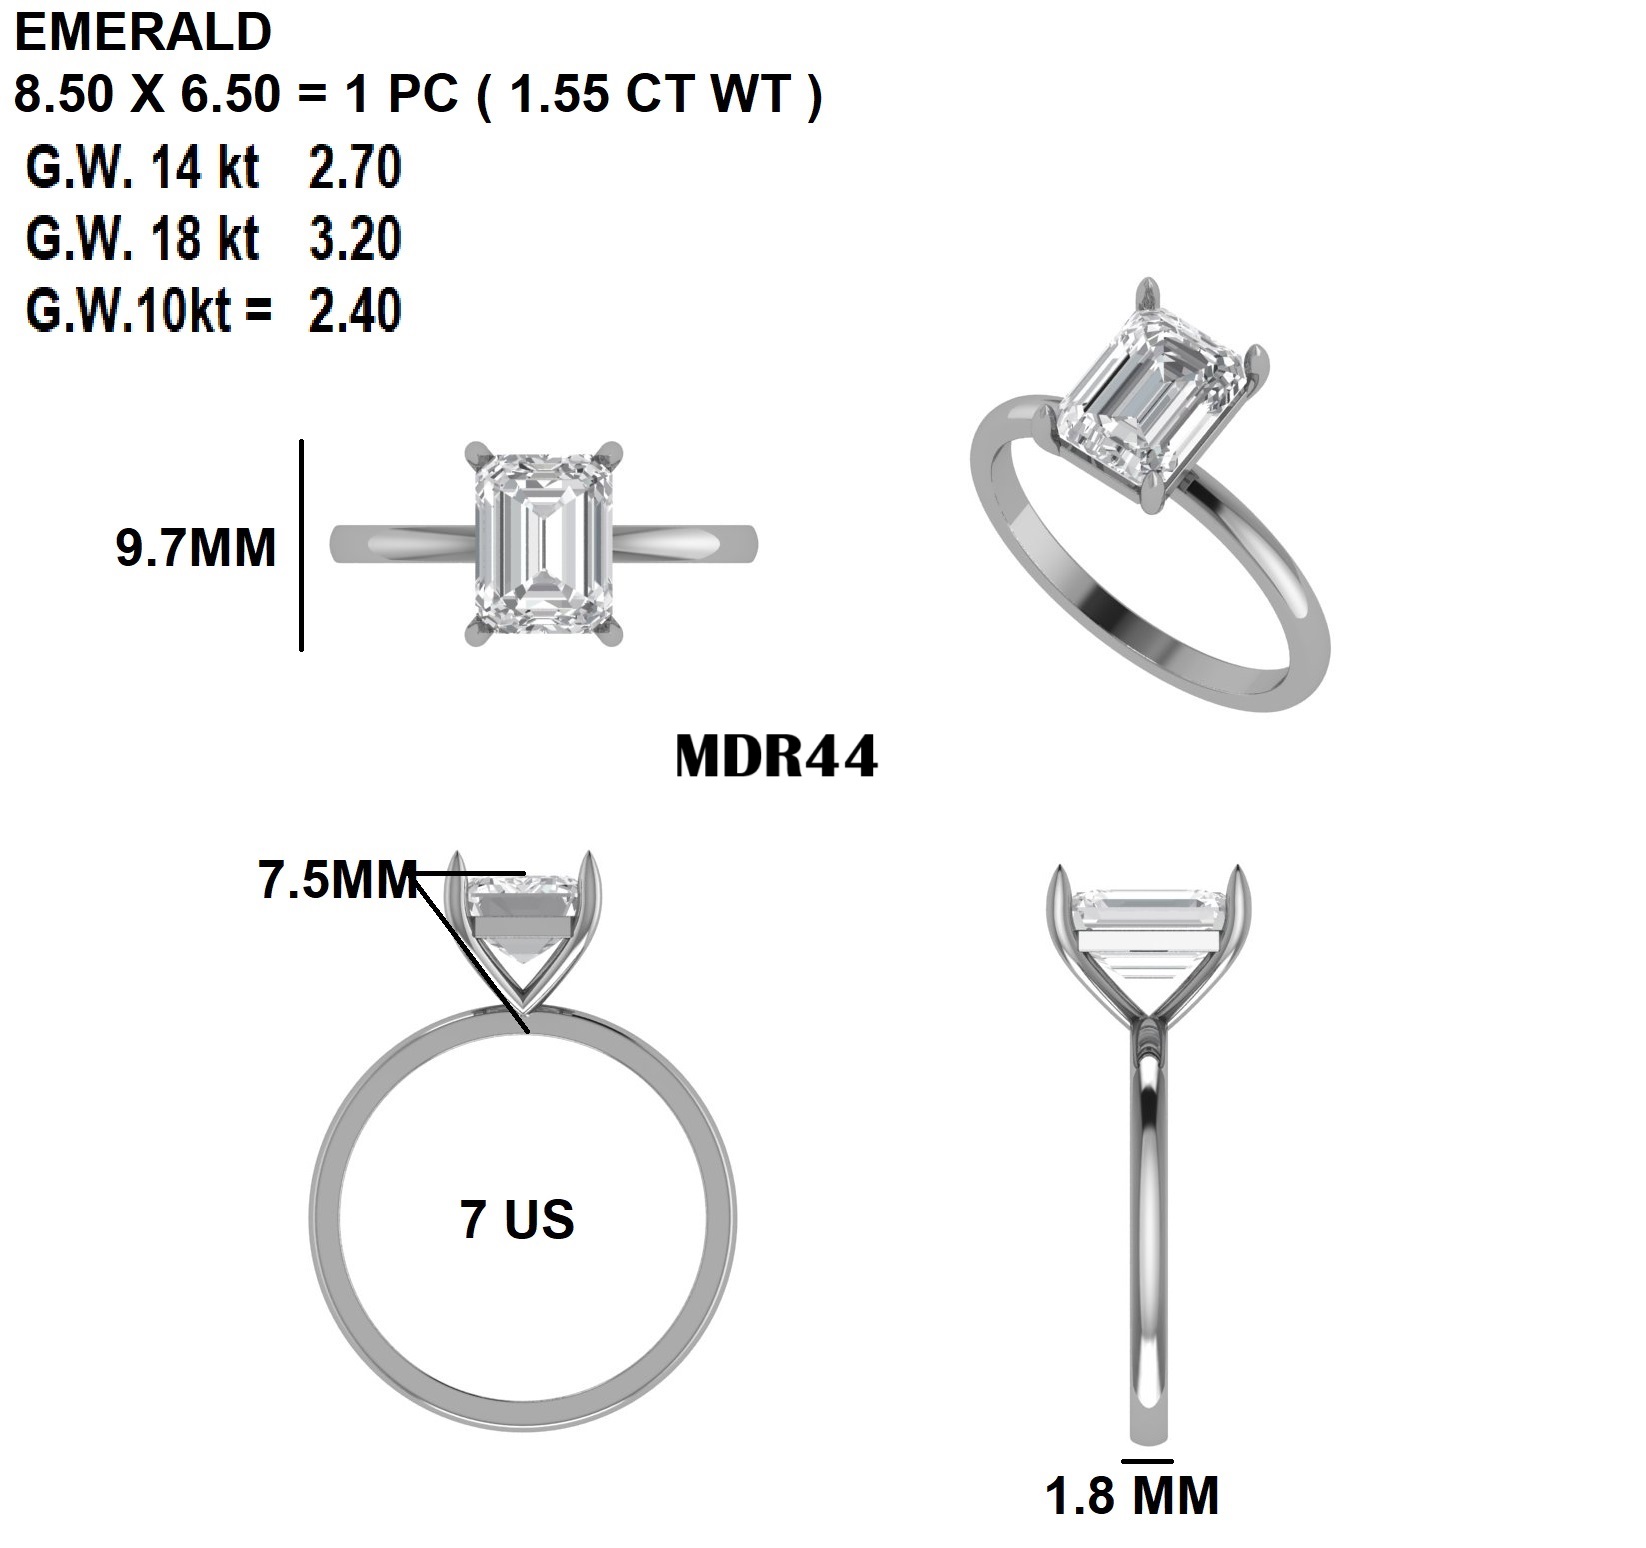 EMERALD
8.50 X 6.50 = 1 PC ( 1.55 CT WT )
G.W. 14 kt 2.70
G.W. 18 kt 3.20
G.W.10kt = 2.40
9.7MM
MDR44
7.5MM
7 US
1.8 MM